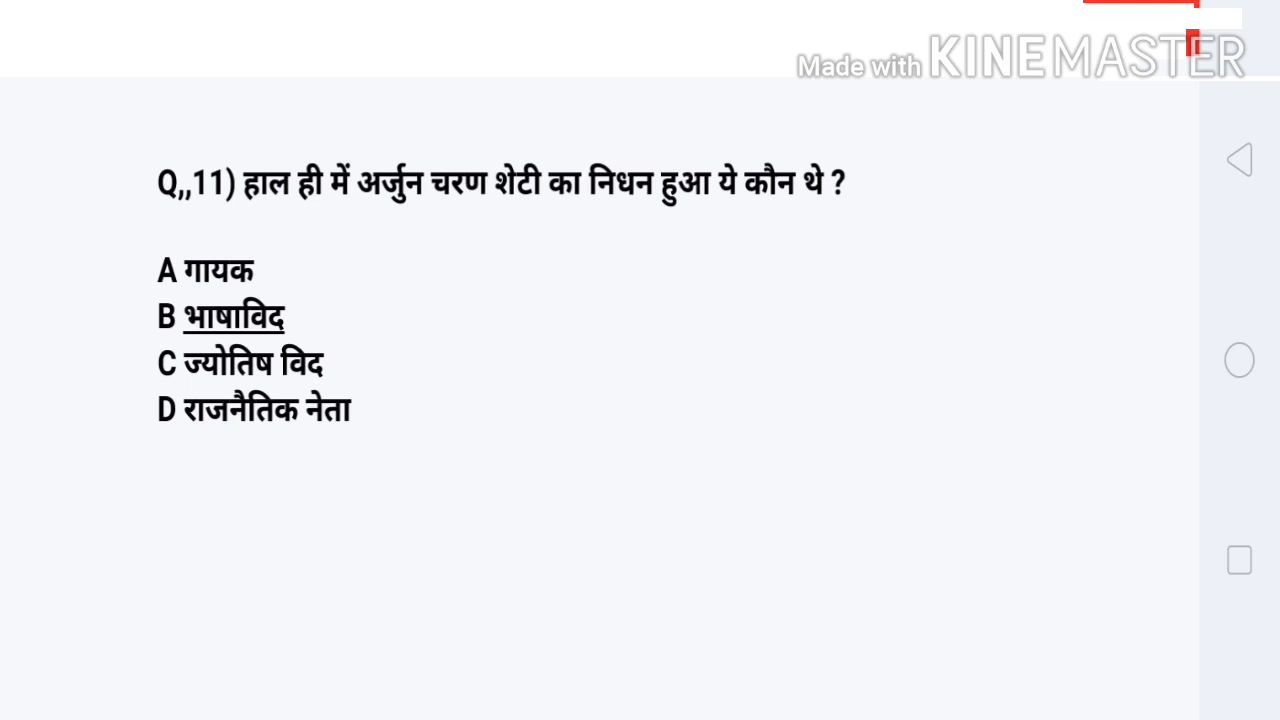 Made with KINEMASTER
Q,,11) हाल ही में अर्जुन चरण शेटी का निधन हुआ ये कौन थे ?
A गायक
B भाषाविद
C ज्योतिष विद
D राजनैतिक नेता